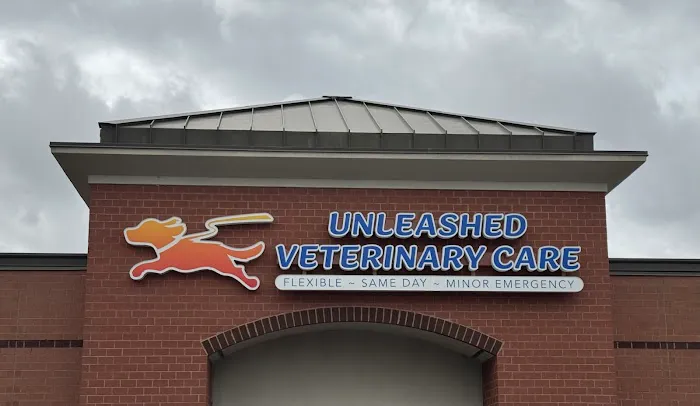 UNLEASHED
VETERINARY CARE
FLEXIBLE ~ SAME DAY ~ MINOR EMERGENCY